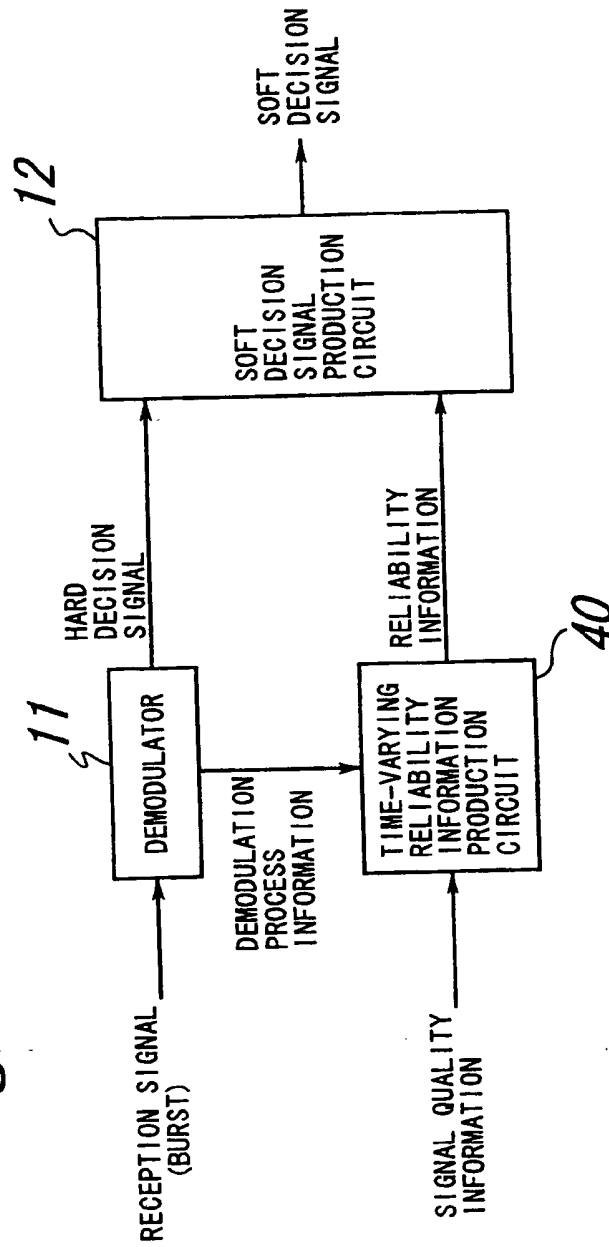 RECEPTION SIGNAL
(BURST)
11
DEMODULATOR
HARD
DECISION
SIGNAL
12
SOFT
DECISION
SIGNAL
PRODUCTION
CIRCUIT
SOFT
DECISION
SIGNAL
DEMODULATION
PROCESS
INFORMATION
SIGNAL QUALITY
INFORMATION
TIME-VARYING
RELIABILITY
INFORMATION
PRODUCTION
CIRCUIT
40
RELIABILITY
INFORMATION